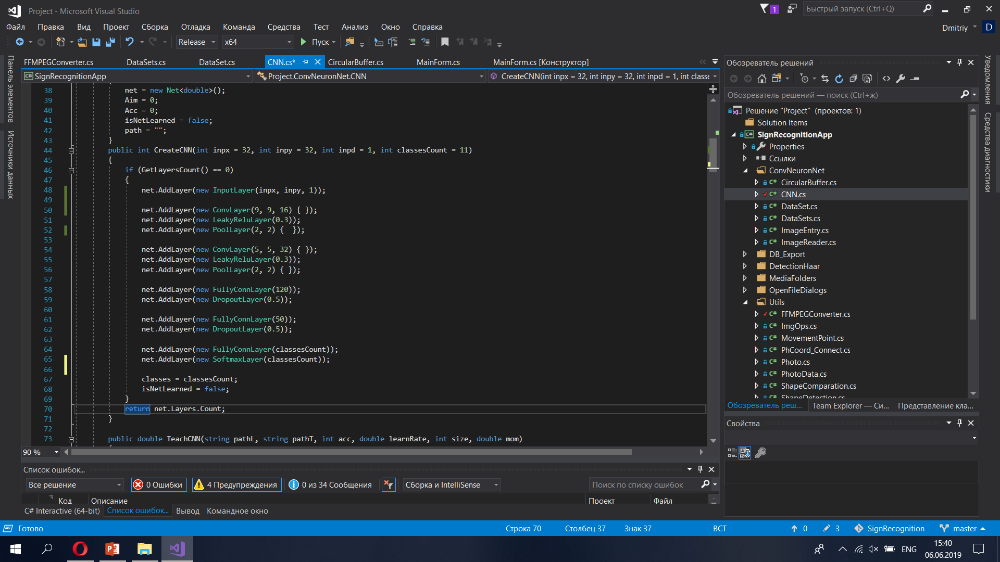 Project - Microsoft Visual Studio
1
Быстрый запуск (Ctrl+Q)
Файл Правка Вид Проект Сборка Отладка Команда Средства Тест Анализ Окно Справка
Dmitriy D
Release x64 Пуск
Панель элементов
Источники данных
FFMPEGConverter.cs DataSets.cs DataSet.cs CNN.cs* CircularBuffer.cs MainForm.cs MainForm.cs [Конструктор]
SignRecognitionApp Project.ConvNeuronNet.CNN CreateCNN(int inpx = 32, int inpy = 32, int inpd = 1, int classe
38 net = new Net<double>();
39 Aim = 0;
40 Acc = 0;
41 isNetLearned = false;
42 path = "";
43 }
44 public int CreateCNN(int inpx = 32, int inpy = 32, int inpd = 1, int classesCount = 11)
45 {
46 if (GetLayersCount() == 0)
47 {
48 net.AddLayer(new InputLayer(inpx, inpy, 1));
49
50 net.AddLayer(new ConvLayer(9, 9, 16) { });
51 net.AddLayer(new LeakyReluLayer(0.3));
52 net.AddLayer(new PoolLayer(2, 2) {  });
53
54 net.AddLayer(new ConvLayer(5, 5, 32) { });
55 net.AddLayer(new LeakyReluLayer(0.3));
56 net.AddLayer(new PoolLayer(2, 2) { });
57
58 net.AddLayer(new FullyConnLayer(120));
59 net.AddLayer(new DropoutLayer(0.5));
60
61 net.AddLayer(new FullyConnLayer(50));
62 net.AddLayer(new DropoutLayer(0.5));
63
64 net.AddLayer(new FullyConnLayer(classesCount));
65 net.AddLayer(new SoftmaxLayer(classesCount));
66
67 classes = classesCount;
68 isNetLearned = false;
69 }
70 return net.Layers.Count;
71 }
72
73 public double TeachCNN(string pathL, string pathT, int acc, double learnRate, int size, double mom)
90 %
Список ошибок...
Все решение 0 Ошибки 4 Предупреждения 0 из 34 Сообщения Сборка и IntelliSense Поиск по списку ошибок
Код Описание Проект Файл
C# Interactive (64-bit) Список ошибок... Вывод Командное окно
Обозреватель решений
Обозреватель решений — поиск (Ctrl+ж)
Решение "Project" (проектов: 1)
Solution Items
SignRecognitionApp
Properties
Ссылки
ConvNeuronNet
CircularBuffer.cs
CNN.cs
DataSet.cs
DataSets.cs
ImageEntry.cs
ImageReader.cs
DB_Export
DetectionHaar
MediaFolders
OpenFileDialogs
Utils
FFMPEGConverter.cs
ImgOps.cs
MovementPoint.cs
PhCoord_Connect.cs
Photo.cs
PhotoData.cs
ShapeComparation.cs
ShapeDetection.cs
Обозреватель реш... Team Explorer — Си... Представление кла...
Свойства
Уведомления
Средства диагностики
Готово Строка 70 Столбец 37 Знак 37 ВСТ 0 3 SignRecognition master
ENG 15:40
06.06.2019